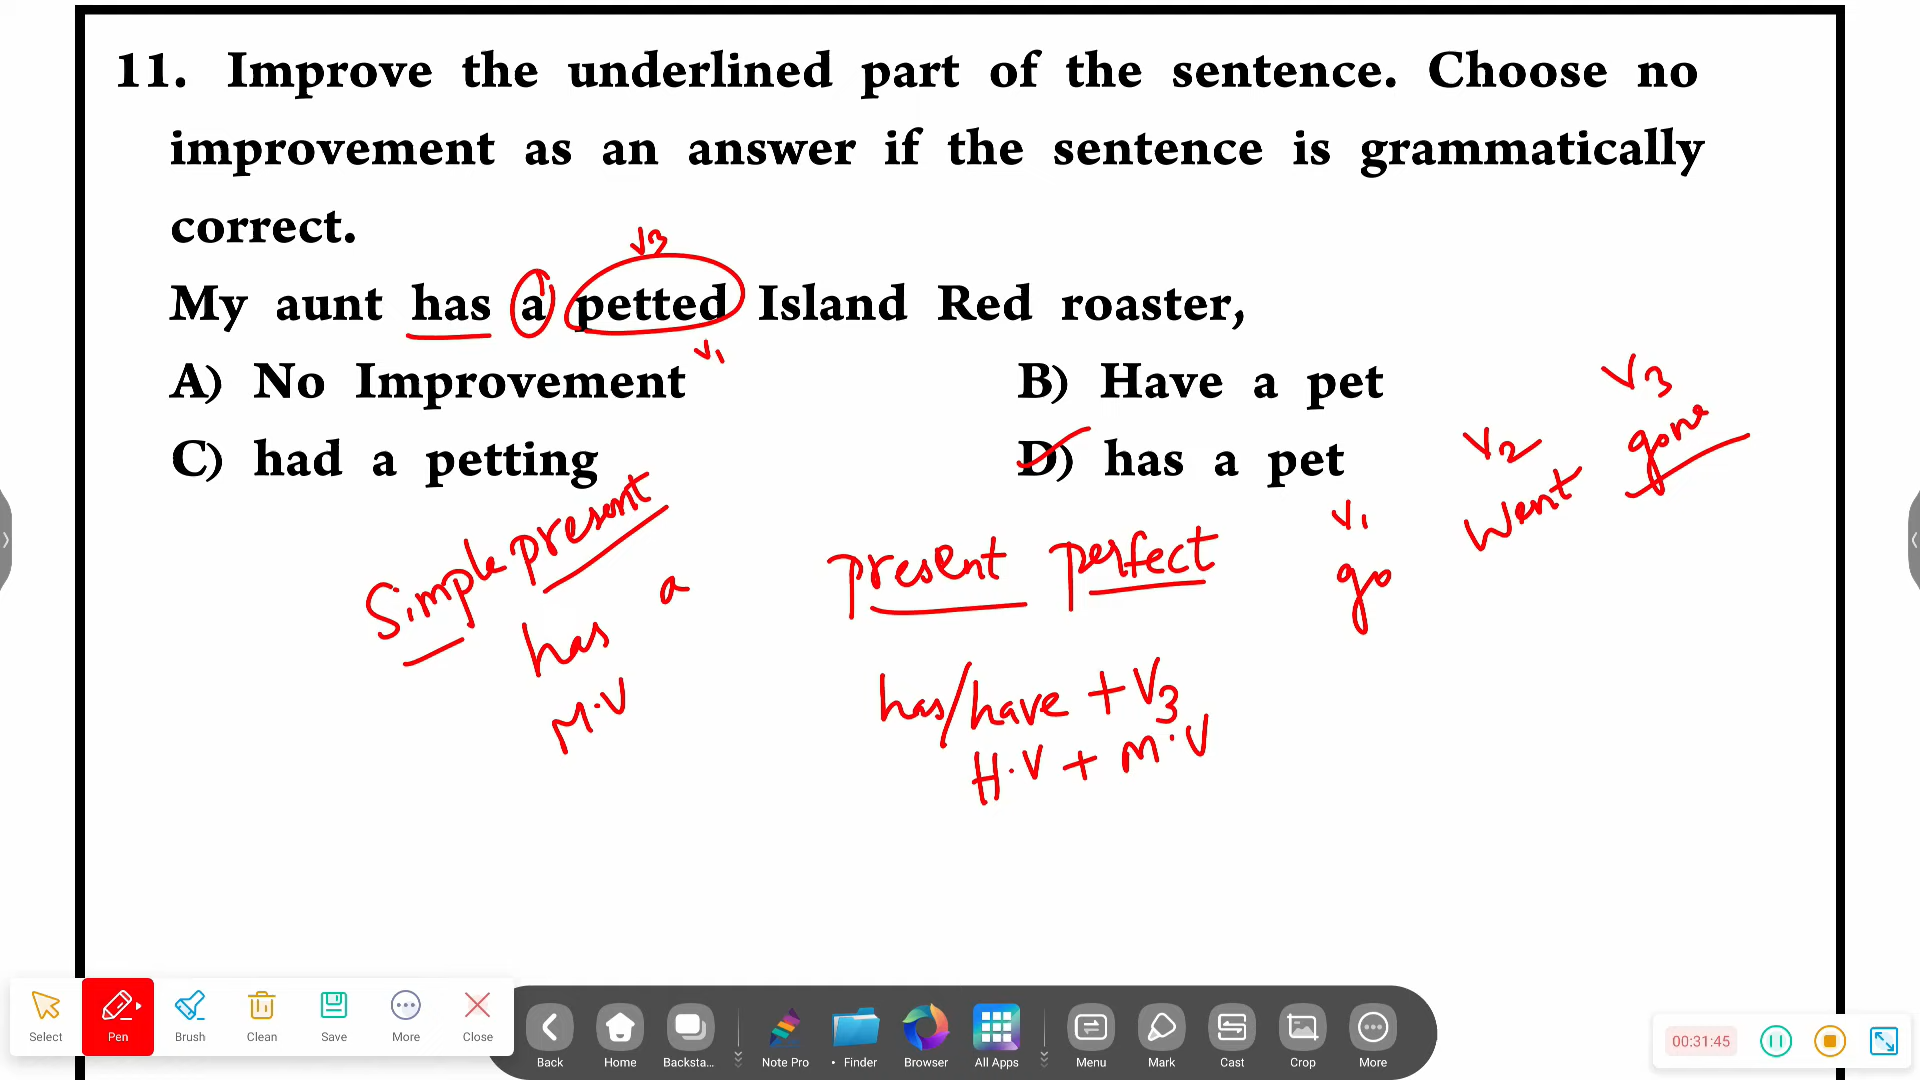 11. Improve the underlined part of the sentence. Choose no
improvement as an answer if the sentence is grammatically
correct.
V3
My aunt has a petted Island Red roaster,
V1
A) No Improvement B) Have a pet
C) had a petting D) has a pet
V3
gone
V2
went
V1
go
Simple present
has a
M.V
present perfect
has/have + V3
H.V + M.V
Select Pen Brush Clean Save More Close
Back Home Backsta... Note Pro • Finder Browser All Apps Menu Mark Cast Crop More
00:31:45